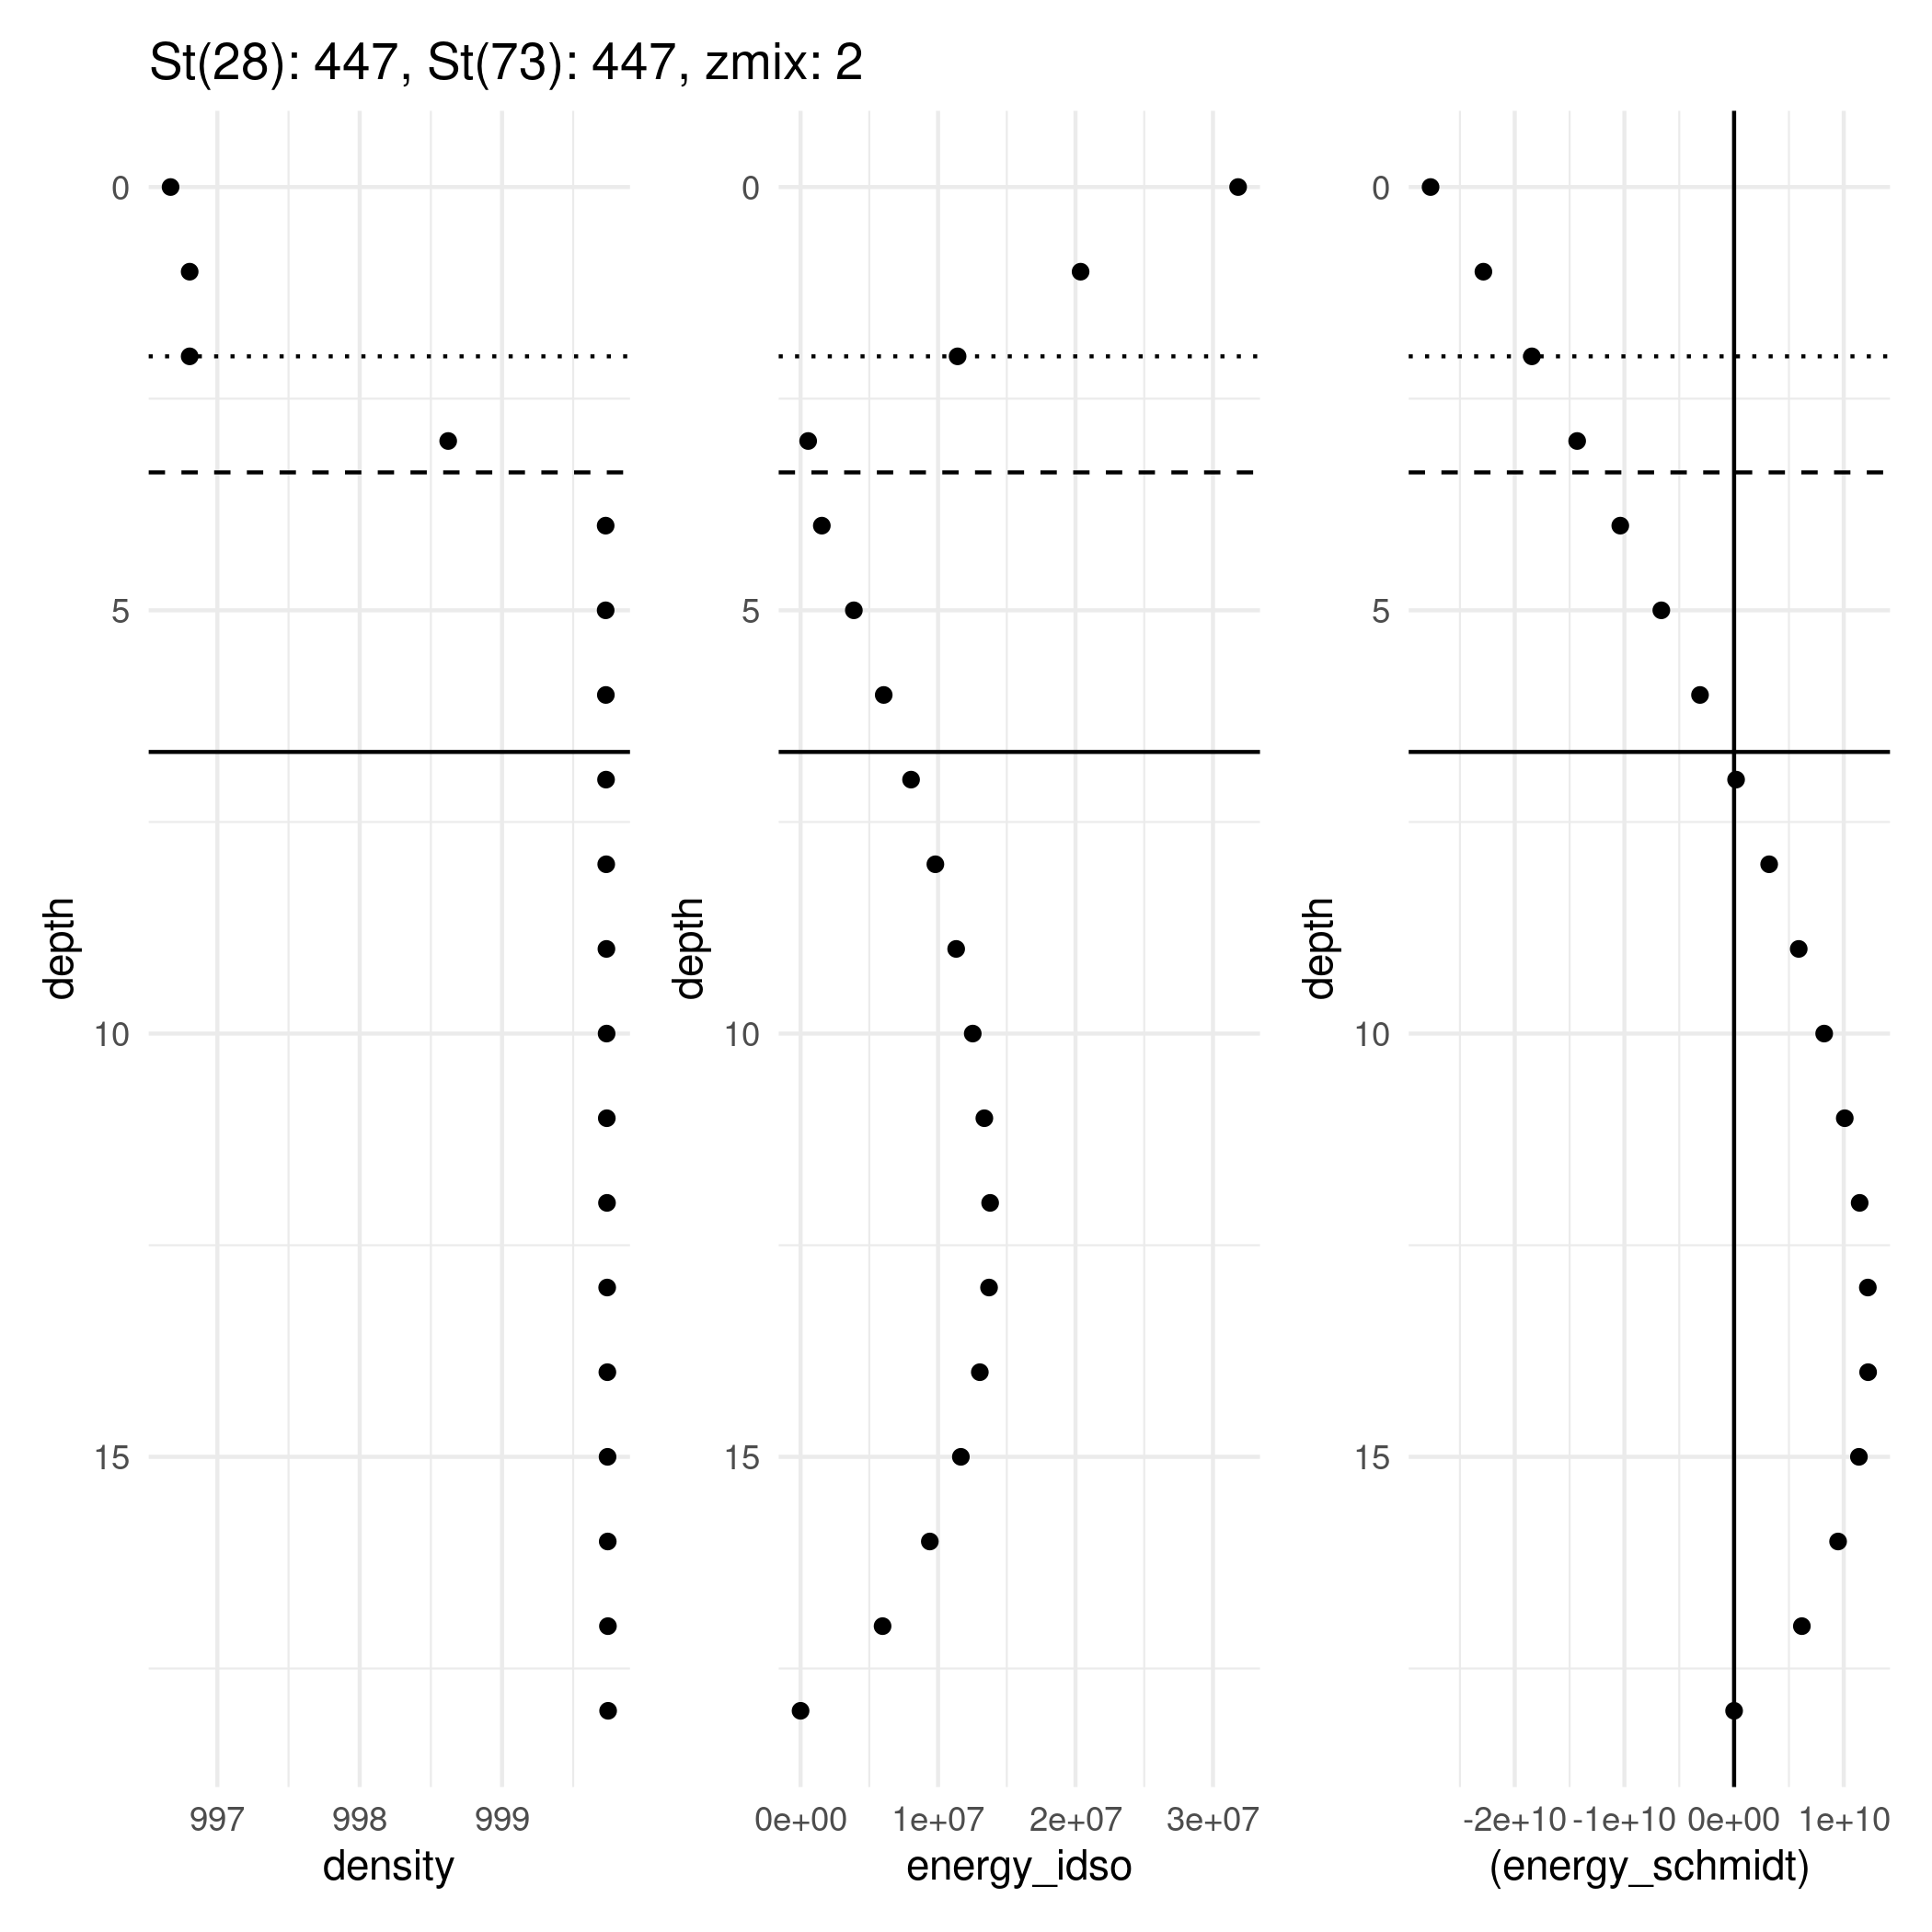 St(28): 447, St(73): 447, zmix: 2
0
5
10
15
depth
997 998 999
density
0
5
10
15
depth
0e+00 1e+07 2e+07 3e+07
energy_idso
0
5
10
15
depth
-2e+10 -1e+10 0e+00 1e+10
(energy_schmidt)